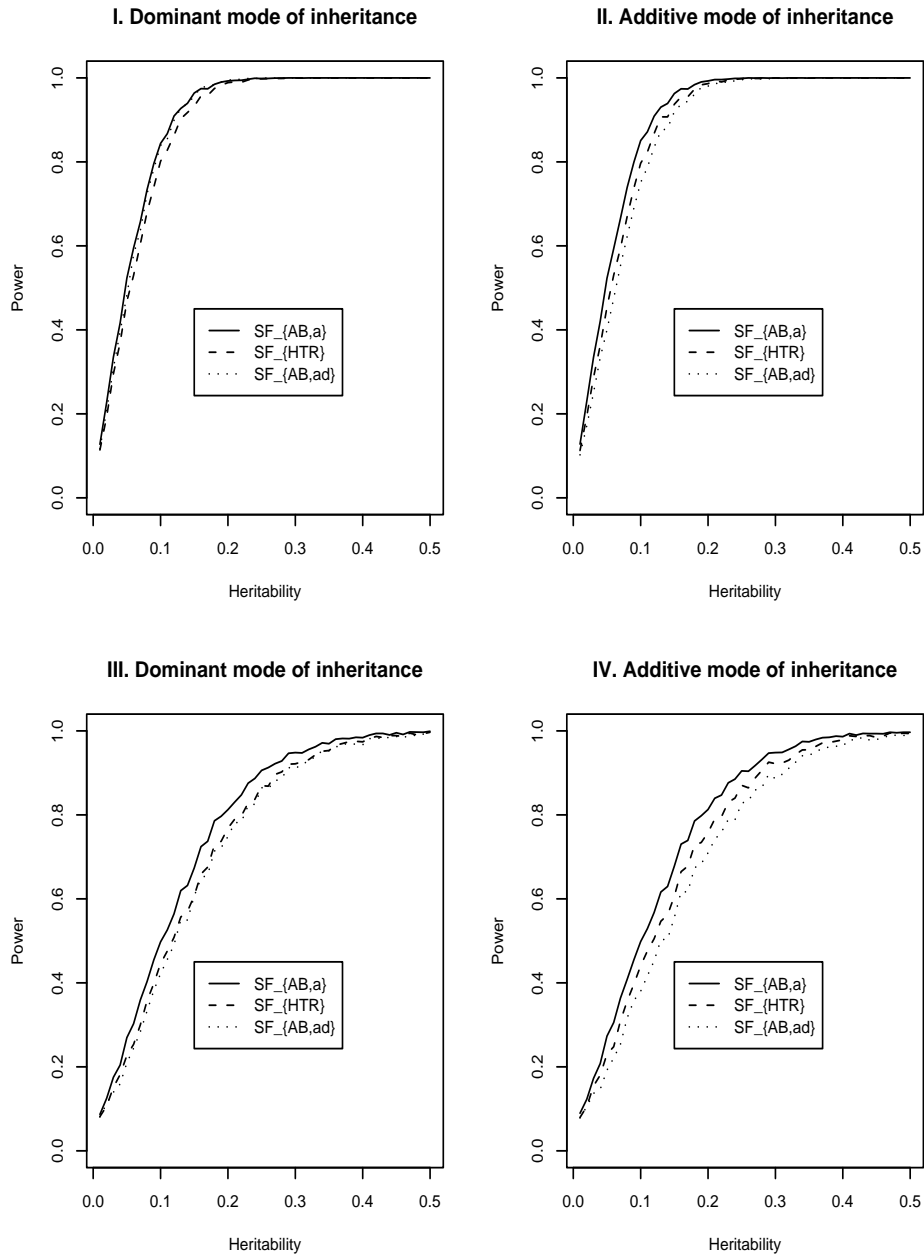 I. Dominant mode of inheritance
Power
1.0
0.8
0.6
0.4
0.2
0.0
SF_{AB,a}
SF_{HTR}
SF_{AB,ad}
0.0 0.1 0.2 0.3 0.4 0.5
Heritability
II. Additive mode of inheritance
Power
1.0
0.8
0.6
0.4
0.2
0.0
SF_{AB,a}
SF_{HTR}
SF_{AB,ad}
0.0 0.1 0.2 0.3 0.4 0.5
Heritability
III. Dominant mode of inheritance
Power
1.0
0.8
0.6
0.4
0.2
0.0
SF_{AB,a}
SF_{HTR}
SF_{AB,ad}
0.0 0.1 0.2 0.3 0.4 0.5
Heritability
IV. Additive mode of inheritance
Power
1.0
0.8
0.6
0.4
0.2
0.0
SF_{AB,a}
SF_{HTR}
SF_{AB,ad}
0.0 0.1 0.2 0.3 0.4 0.5
Heritability